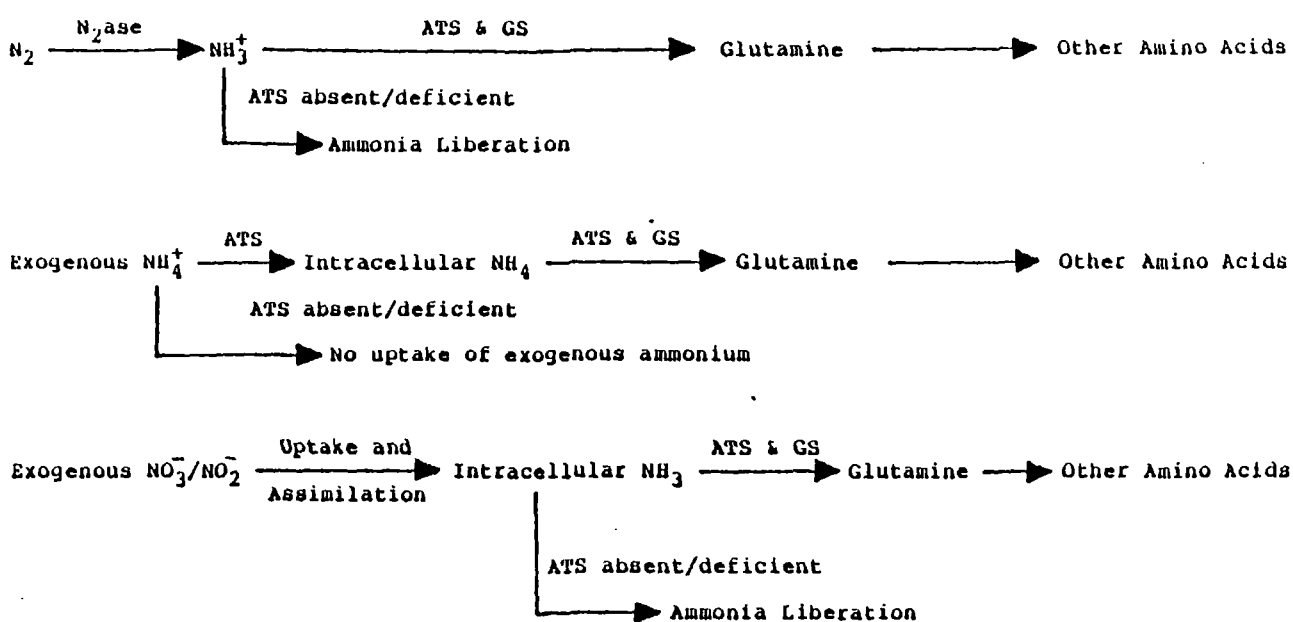 N₂ase ATS & GS
N₂ NH₃⁺ Glutamine Other Amino Acids
ATS absent/deficient
Ammonia Liberation
ATS ATS & GS
Exogenous NH₄⁺ Intracellular NH₄ Glutamine Other Amino Acids
ATS absent/deficient
No uptake of exogenous ammonium
Uptake and ATS & GS
Exogenous NO₃⁻/NO₂⁻ Intracellular NH₃ Glutamine Other Amino Acids
Assimilation
ATS absent/deficient
Ammonia Liberation